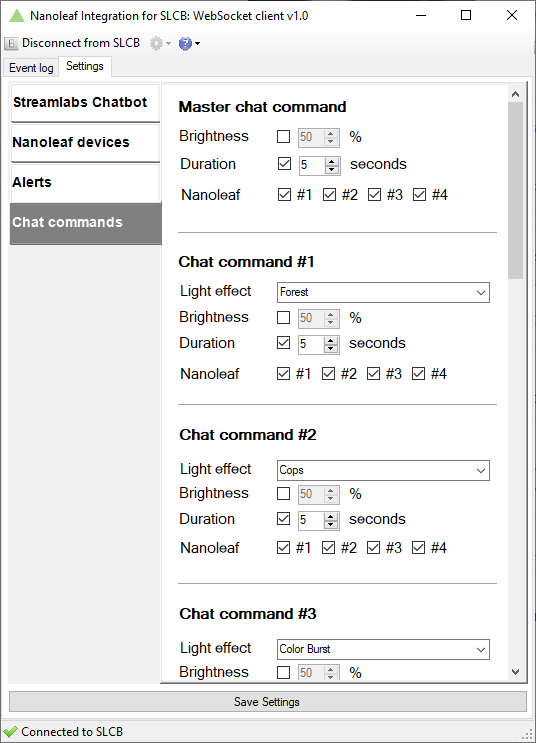 Nanoleaf Integration for SLCB: WebSocket client v1.0
Disconnect from SLCB
Event log Settings
Streamlabs Chatbot
Nanoleaf devices
Alerts
Chat commands
Master chat command
Brightness 50 %
Duration 5 seconds
Nanoleaf #1 #2 #3 #4
Chat command #1
Light effect Forest
Brightness 50 %
Duration 5 seconds
Nanoleaf #1 #2 #3 #4
Chat command #2
Light effect Cops
Brightness 50 %
Duration 5 seconds
Nanoleaf #1 #2 #3 #4
Chat command #3
Light effect Color Burst
Brightness 50 %
Save Settings
Connected to SLCB